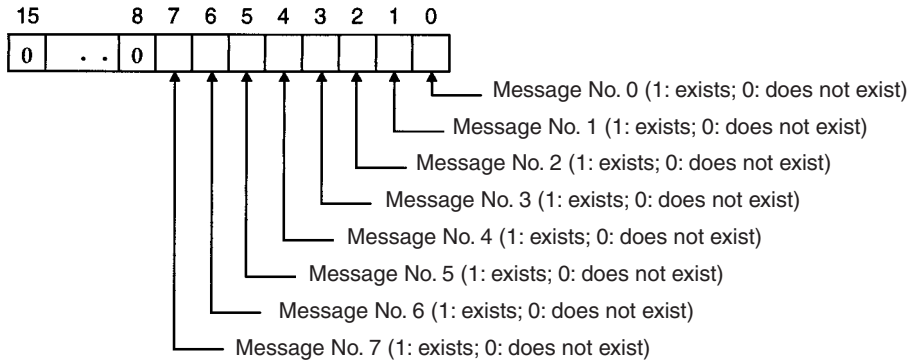 15 8 7 6 5 4 3 2 1 0
0 . . 0
Message No. 0 (1: exists; 0: does not exist)
Message No. 1 (1: exists; 0: does not exist)
Message No. 2 (1: exists; 0: does not exist)
Message No. 3 (1: exists; 0: does not exist)
Message No. 4 (1: exists; 0: does not exist)
Message No. 5 (1: exists; 0: does not exist)
Message No. 6 (1: exists; 0: does not exist)
Message No. 7 (1: exists; 0: does not exist)